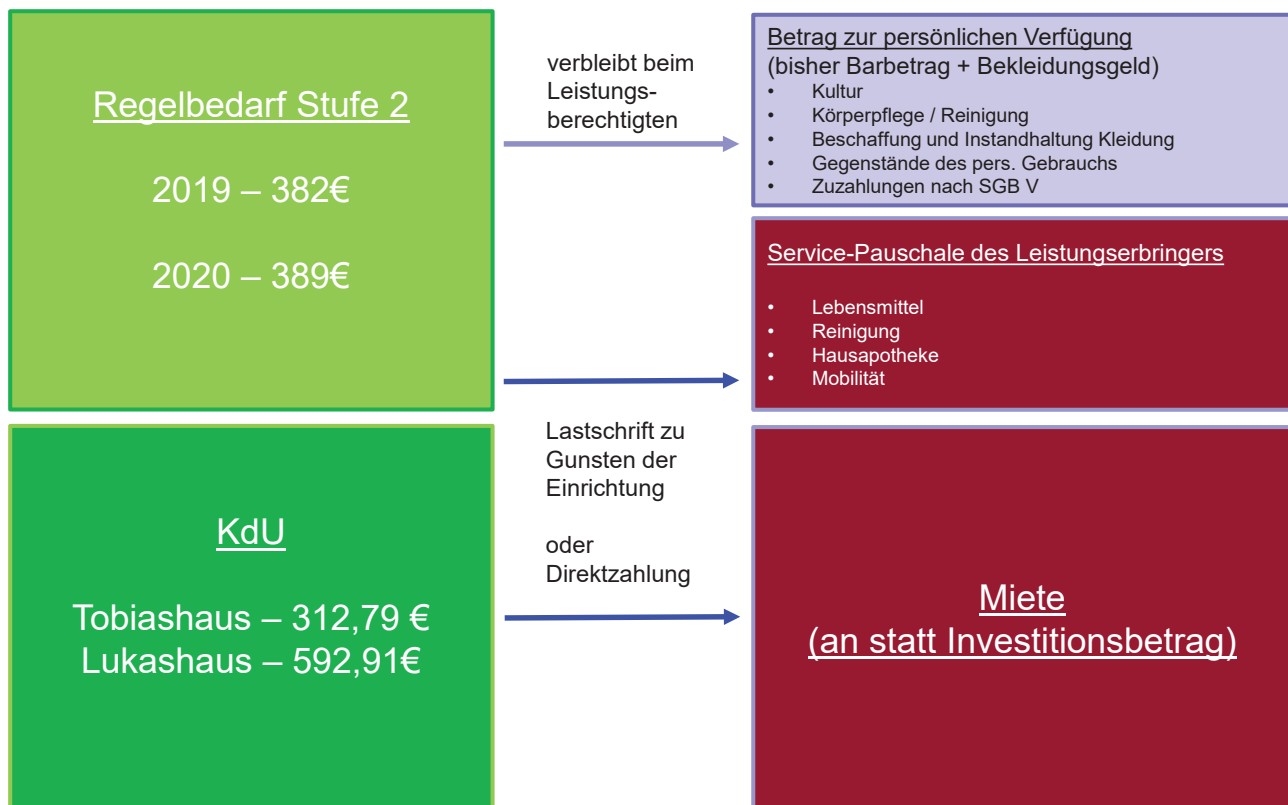 Regelbedarf Stufe 2
2019 – 382€
2020 – 389€
verbleibt beim
Leistungs-
berechtigten
Betrag zur persönlichen Verfügung
(bisher Barbetrag + Bekleidungsgeld)
• Kultur
• Körperpflege / Reinigung
• Beschaffung und Instandhaltung Kleidung
• Gegenstände des pers. Gebrauchs
• Zuzahlungen nach SGB V
Service-Pauschale des Leistungserbringers
• Lebensmittel
• Reinigung
• Hausapotheke
• Mobilität
KdU
Tobiashaus – 312,79 €
Lukashaus – 592,91€
Lastschrift zu
Gunsten der
Einrichtung
oder
Direktzahlung
Miete
(an statt Investitionsbetrag)